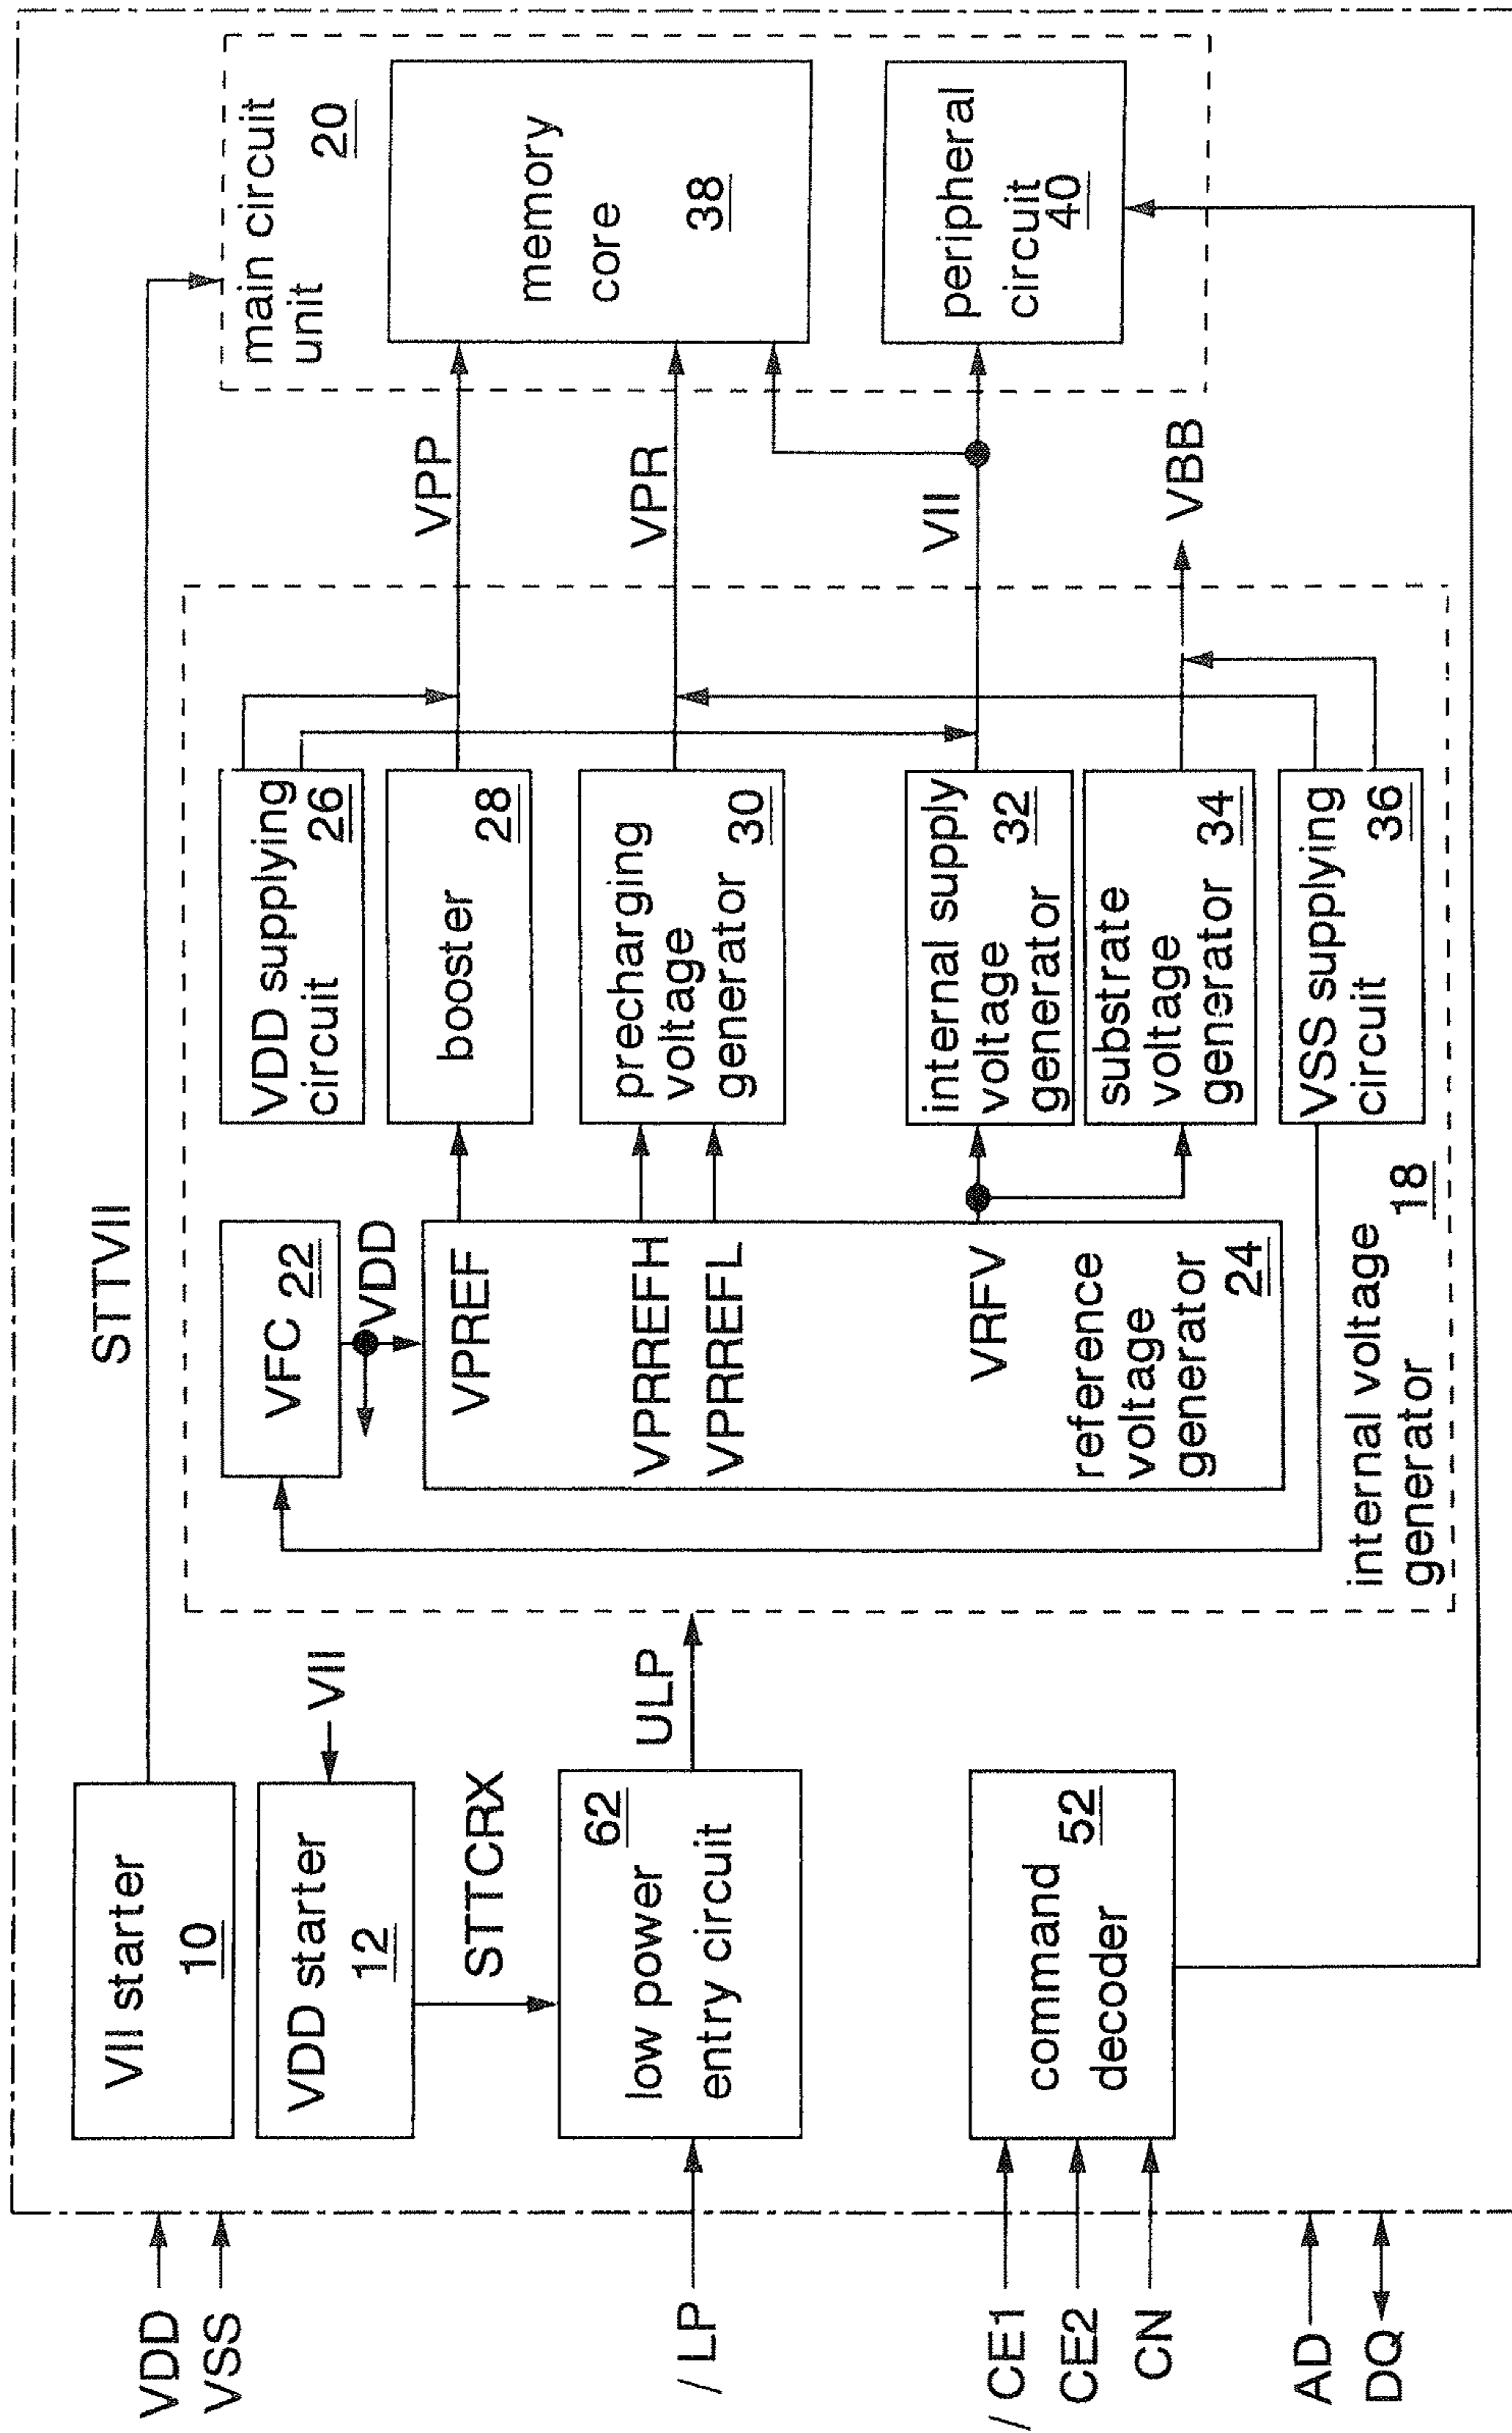 VDD
VSS
/ LP
/ CE1
CE2
CN
AD
DQ
VII starter
10
VDD starter
12
VII
STTCRX
62
low power
entry circuit
ULP
command
decoder
52
STTVII
VFC 22
VDD
VPREF
VPRREFH
VPRREFL
VRFV
reference
voltage
generator
24
internal voltage
generator
18
VDD supplying
circuit
26
booster
28
precharging
voltage
generator
30
internal supply
voltage
generator
32
substrate
voltage
generator
34
VSS supplying
circuit
36
VPP
VPR
VII
VBB
main circuit
unit
20
memory
core
38
peripheral
circuit
40